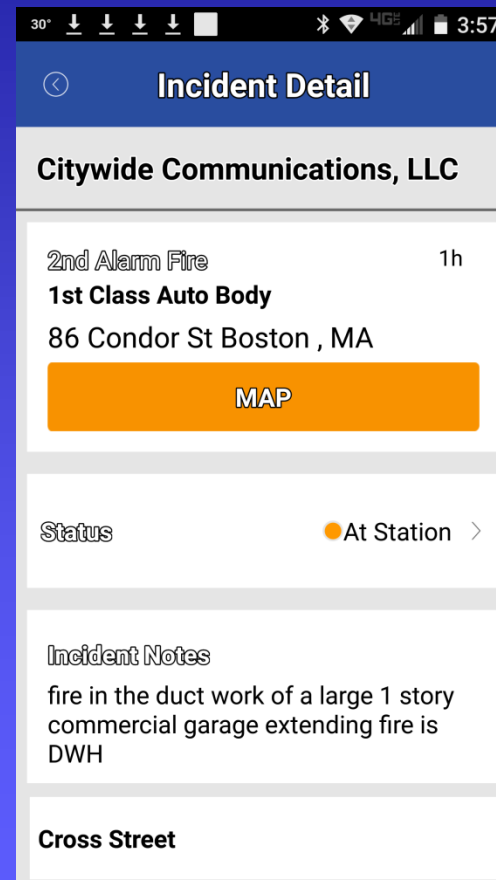 30° 4G 3:57
Incident Detail
Citywide Communications, LLC
2nd Alarm Fire 1h
1st Class Auto Body
86 Condor St Boston , MA
MAP
Status At Station
Incident Notes
fire in the duct work of a large 1 story
commercial garage extending fire is
DWH
Cross Street